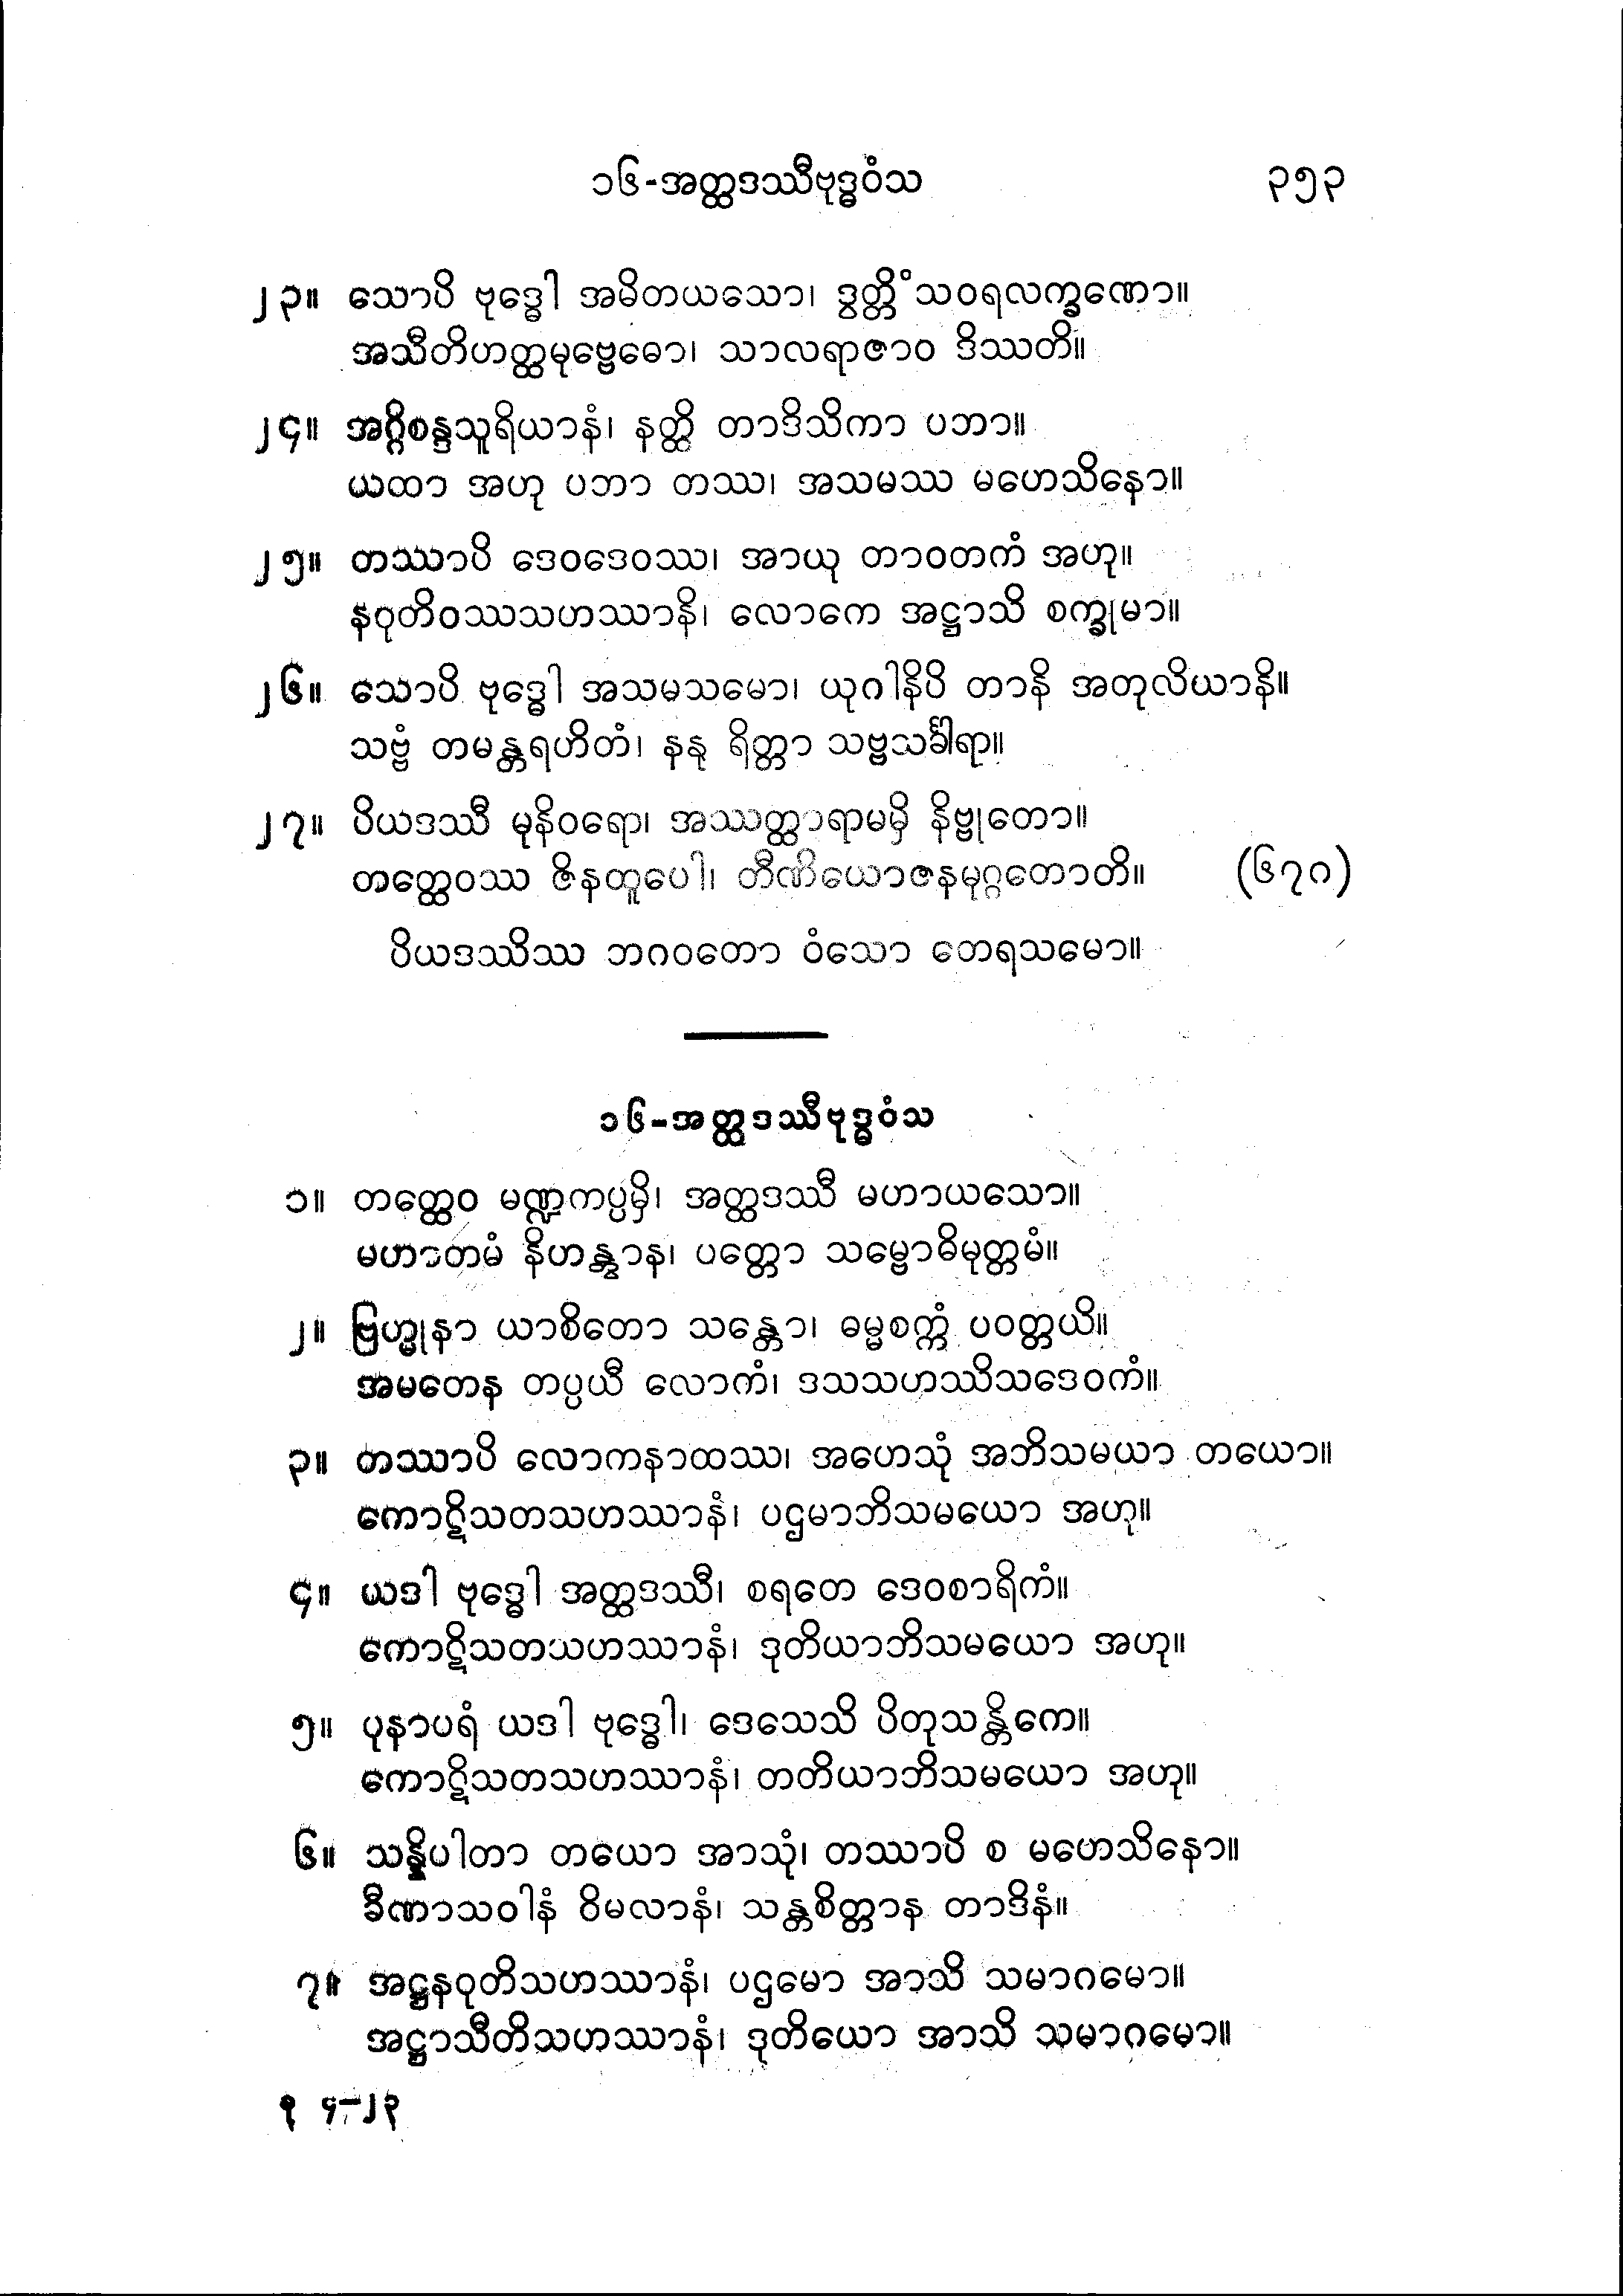 ၁၆-အတ္ထဒဿီဗုဒ္ဓဝံသ ၃၅၃
၂၃။ သောပိ ဗုဒ္ဓေါ အမိတယသော၊ ဒွတ္တိံသဝရလက္ခဏော။
အသီတိဟတ္ထမုဗ္ဗေဓော၊ သာလရာဇာဝ ဒိဿတိ။
၂၄။ အဂ္ဂိစန္ဒသူရိယာနံ၊ နတ္ထိ တာဒိသိကာ ပဘာ။
ယထာ အဟု ပဘာ တဿ၊ အသမဿ မဟေသိနော။
၂၅။ တဿာပိ ဒေဝဒေဝဿ၊ အာယု တာဝတကံ အဟု။
နဝုတိဝဿသဟဿာနိ၊ လောကေ အဋ္ဌာသိ စက္ခုမာ။
၂၆။ သောပိ ဗုဒ္ဓေါ အသမသမော၊ ယုဂါနိပိ တာနိ အတုလိယာနိ။
သဗ္ဗံ တမန္တရဟိတံ၊ နနု ရိတ္တာ သဗ္ဗသင်္ခါရာ။
၂၇။ ပိယဒဿီ မုနိဝရော၊ အဿတ္ထာရာမမှိ နိဗ္ဗုတော။
တတ္ထေဝဿ ဇိနထူပေါ၊ တီဏိယောဇနမုဂ္ဂတောတိ။ (၆၇ဂ)
ပိယဒဿိဿ ဘဂဝတော ဝံသော တေရသမော။
၁၆-အတ္ထဒဿီဗုဒ္ဓဝံသ
၁။ တတ္ထေဝ မဏ္ဍကပ္ပမှိ၊ အတ္ထဒဿီ မဟာယသော။
မဟာတမံ နိဟန္တွာန၊ ပတ္တော သမ္ဗောဓိမုတ္တမံ။
၂။ ဗြဟ္မုနာ ယာစိတော သန္တော၊ ဓမ္မစက္ကံ ပဝတ္တယိ။
အမတေန တပ္ပယီ လောကံ၊ ဒသသဟဿိသဒေဝကံ။
၃။ တဿာပိ လောကနာထဿ၊ အဟေသုံ အဘိသမယာ တယော။
ကောဋိသတသဟဿာနံ၊ ပဌမာဘိသမယော အဟု။
၄။ ယဒါ ဗုဒ္ဓေါ အတ္ထဒဿီ၊ စရတေ ဒေဝစာရိကံ။
ကောဋိသတသဟဿာနံ၊ ဒုတိယာဘိသမယော အဟု။
၅။ ပုနာပရံ ယဒါ ဗုဒ္ဓေါ၊ ဒေသေသိ ပိတုသန္တိကေ။
ကောဋိသတသဟဿာနံ၊ တတိယာဘိသမယော အဟု။
၆။ သန္နိပါတာ တယော အာသုံ၊ တဿာပိ စ မဟေသိနော။
ခီဏာသဝါနံ ဝိမလာနံ၊ သန္တစိတ္တာန တာဒိနံ။
၇။ အဋ္ဌနဝုတိသဟဿာနံ၊ ပဌမော အာသိ သမာဂမော။
အဋ္ဌာသီတိသဟဿာနံ၊ ဒုတိယော အာသိ သမာဂမော။
၄-၂၃